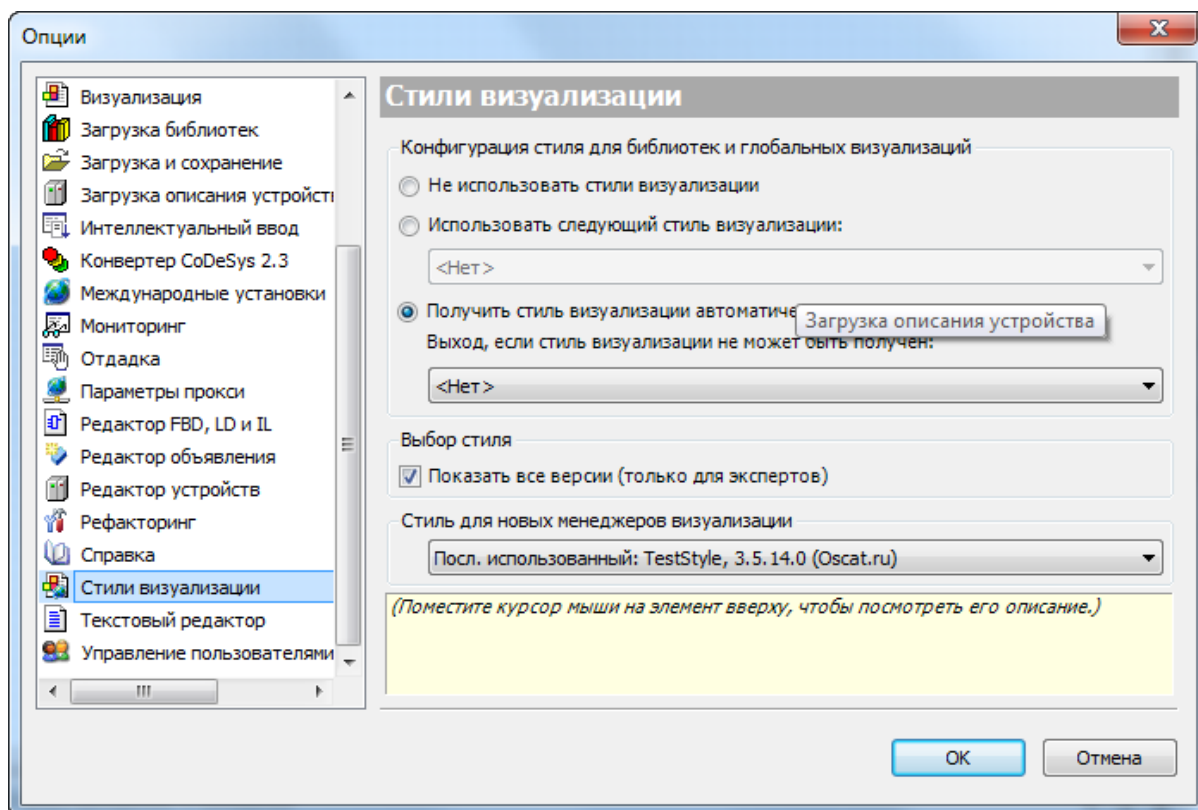 Опции
Визуализация
Загрузка библиотек
Загрузка и сохранение
Загрузка описания устройст
Интеллектуальный ввод
Конвертер CoDeSys 2.3
Международные установки
Мониторинг
Отдадка
Параметры прокси
Редактор FBD, LD и IL
Редактор объявления
Редактор устройств
Рефакторинг
Справка
Стили визуализации
Текстовый редактор
Управление пользователями
Стили визуализации
Конфигурация стиля для библиотек и глобальных визуализаций
Не использовать стили визуализации
Использовать следующий стиль визуализации:
<Нет>
Получить стиль визуализации автоматиче
Загрузка описания устройства
Выход, если стиль визуализации не может быть получен:
<Нет>
Выбор стиля
Показать все версии (только для экспертов)
Стиль для новых менеджеров визуализации
Посл. использованный: TestStyle, 3.5.14.0 (Oscat.ru)
(Поместите курсор мыши на элемент вверху, чтобы посмотреть его описание.)
OK
Отмена